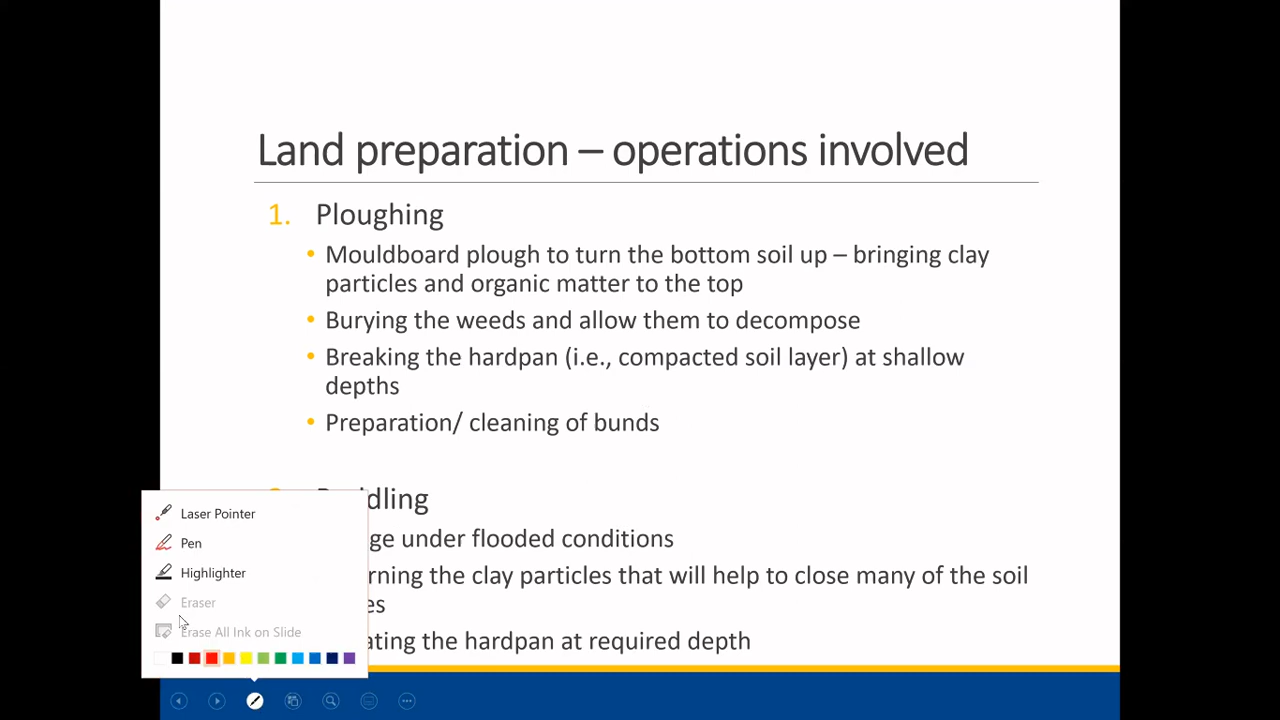 Land preparation – operations involved
1. Ploughing
• Mouldboard plough to turn the bottom soil up – bringing clay
particles and organic matter to the top
• Burying the weeds and allow them to decompose
• Breaking the hardpan (i.e., compacted soil layer) at shallow
depths
• Preparation/ cleaning of bunds
dling
ge under flooded conditions
rning the clay particles that will help to close many of the soil
es
ating the hardpan at required depth
Laser Pointer
Pen
Highlighter
Eraser
Erase All Ink on Slide